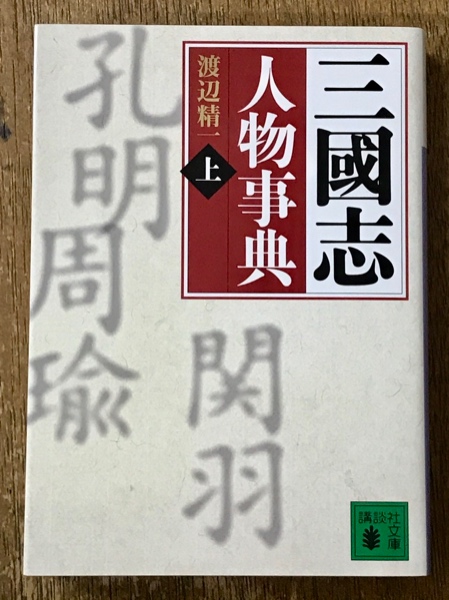 三國志
人物事典
渡辺精一
上
孔明
周瑜
関羽
講談社
文庫